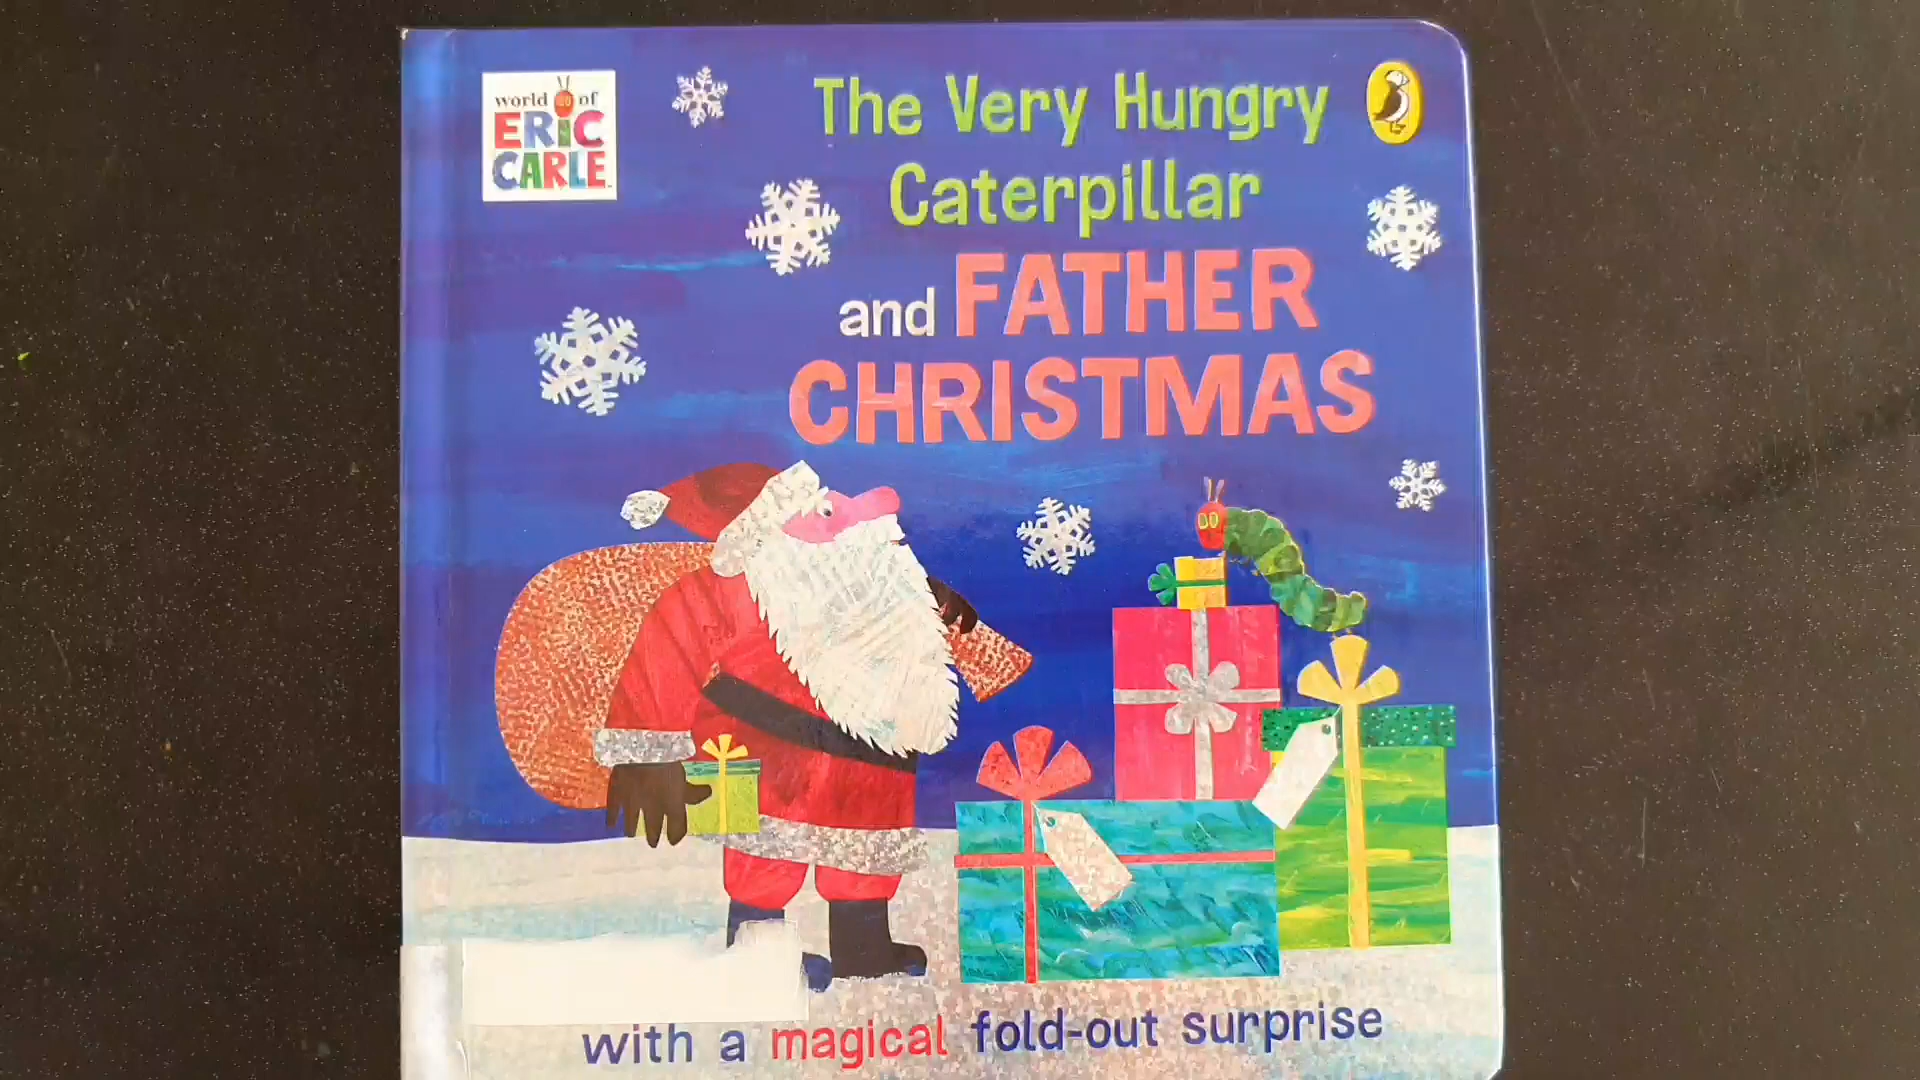 world of
ERIC
CARLE
The Very Hungry
Caterpillar
and FATHER
CHRISTMAS
with a magical fold-out surprise